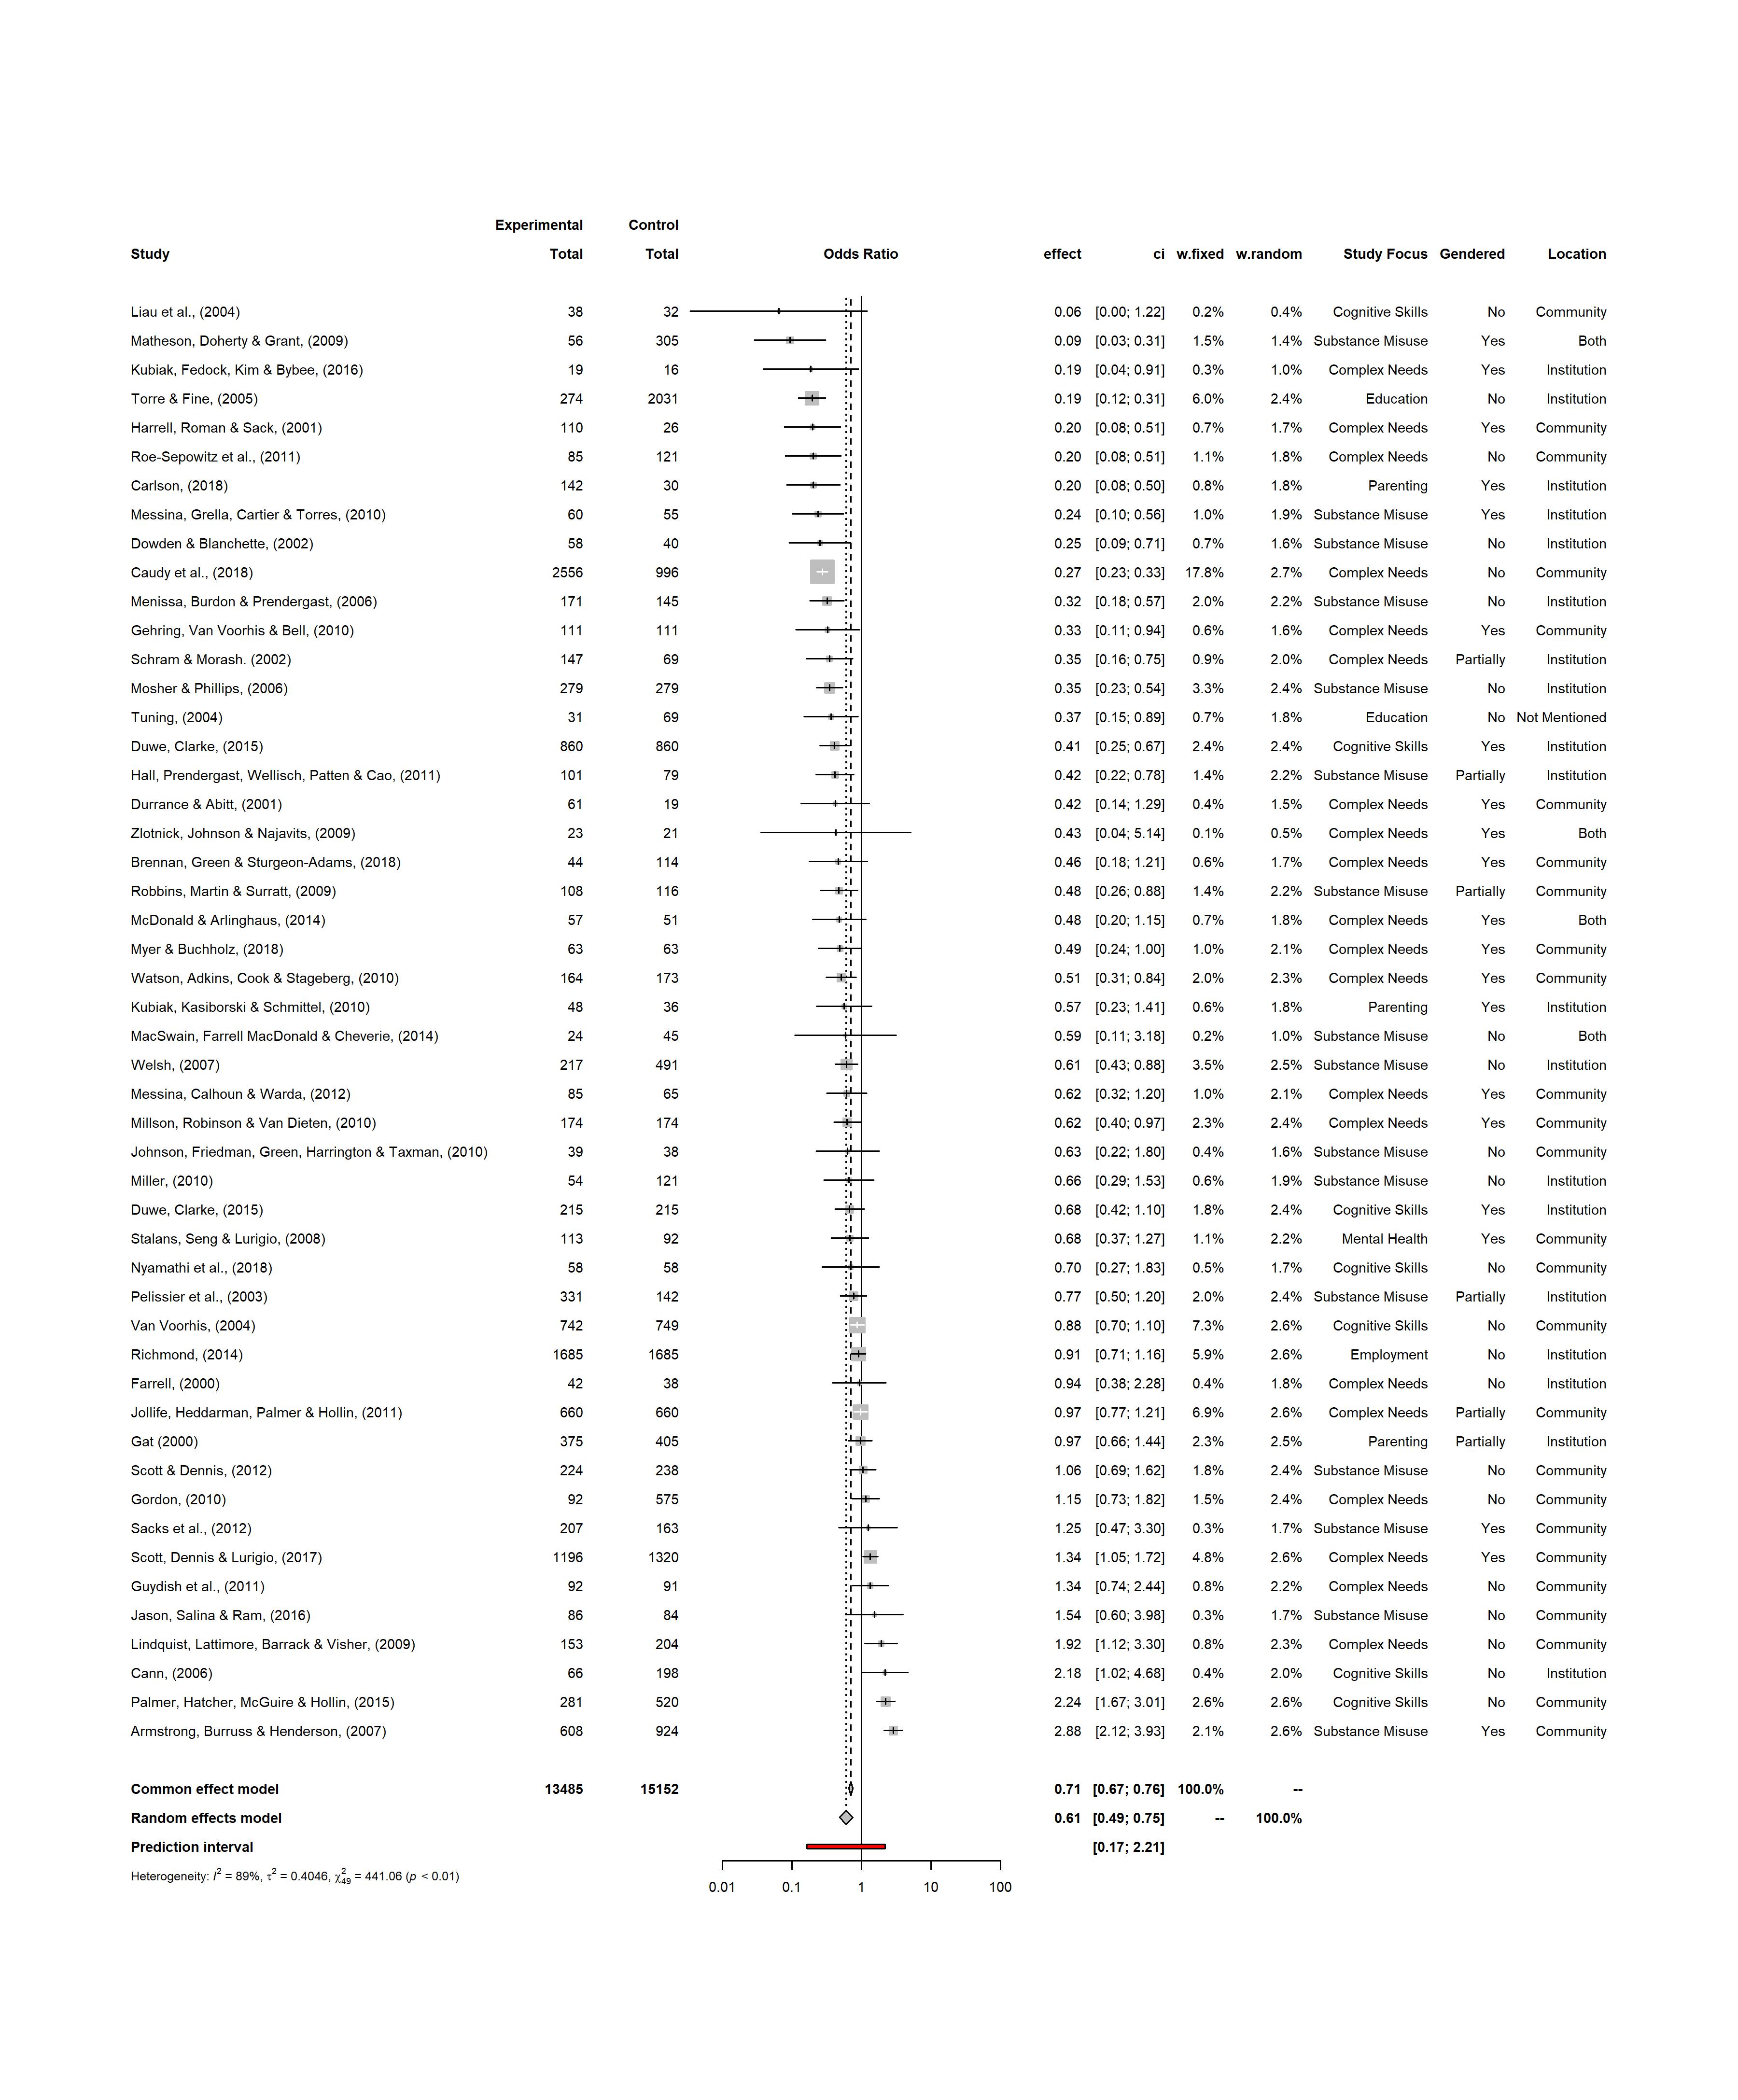 Experimental Control
Study Total Total Odds Ratio effect ci w.fixed w.random Study Focus Gendered Location
Liau et al., (2004) 38 32 0.06 [0.00; 1.22] 0.2% 0.4% Cognitive Skills No Community
Matheson, Doherty & Grant, (2009) 56 305 0.09 [0.03; 0.31] 1.5% 1.4% Substance Misuse Yes Both
Kubiak, Fedock, Kim & Bybee, (2016) 19 16 0.19 [0.04; 0.91] 0.3% 1.0% Complex Needs Yes Institution
Torre & Fine, (2005) 274 2031 0.19 [0.12; 0.31] 6.0% 2.4% Education No Institution
Harrell, Roman & Sack, (2001) 110 26 0.20 [0.08; 0.51] 0.7% 1.7% Complex Needs Yes Community
Roe-Sepowitz et al., (2011) 85 121 0.20 [0.08; 0.51] 1.1% 1.8% Complex Needs No Community
Carlson, (2018) 142 30 0.20 [0.08; 0.50] 0.8% 1.8% Parenting Yes Institution
Messina, Grella, Cartier & Torres, (2010) 60 55 0.24 [0.10; 0.56] 1.0% 1.9% Substance Misuse Yes Institution
Dowden & Blanchette, (2002) 58 40 0.25 [0.09; 0.71] 0.7% 1.6% Substance Misuse No Institution
Caudy et al., (2018) 2556 996 0.27 [0.23; 0.33] 17.8% 2.7% Complex Needs No Community
Menissa, Burdon & Prendergast, (2006) 171 145 0.32 [0.18; 0.57] 2.0% 2.2% Substance Misuse No Institution
Gehring, Van Voorhis & Bell, (2010) 111 111 0.33 [0.11; 0.94] 0.6% 1.6% Complex Needs Yes Community
Schram & Morash. (2002) 147 69 0.35 [0.16; 0.75] 0.9% 2.0% Complex Needs Partially Institution
Mosher & Phillips, (2006) 279 279 0.35 [0.23; 0.54] 3.3% 2.4% Substance Misuse No Institution
Tuning, (2004) 31 69 0.37 [0.15; 0.89] 0.7% 1.8% Education No Not Mentioned
Duwe, Clarke, (2015) 860 860 0.41 [0.25; 0.67] 2.4% 2.4% Cognitive Skills Yes Institution
Hall, Prendergast, Wellisch, Patten & Cao, (2011) 101 79 0.42 [0.22; 0.78] 1.4% 2.2% Substance Misuse Partially Institution
Durrance & Abitt, (2001) 61 19 0.42 [0.14; 1.29] 0.4% 1.5% Complex Needs Yes Community
Zlotnick, Johnson & Najavits, (2009) 23 21 0.43 [0.04; 5.14] 0.1% 0.5% Complex Needs Yes Both
Brennan, Green & Sturgeon-Adams, (2018) 44 114 0.46 [0.18; 1.21] 0.6% 1.7% Complex Needs Yes Community
Robbins, Martin & Surratt, (2009) 108 116 0.48 [0.26; 0.88] 1.4% 2.2% Substance Misuse Partially Community
McDonald & Arlinghaus, (2014) 57 51 0.48 [0.20; 1.15] 0.7% 1.8% Complex Needs Yes Both
Myer & Buchholz, (2018) 63 63 0.49 [0.24; 1.00] 1.0% 2.1% Complex Needs Yes Community
Watson, Adkins, Cook & Stageberg, (2010) 164 173 0.51 [0.31; 0.84] 2.0% 2.3% Complex Needs Yes Community
Kubiak, Kasiborski & Schmittel, (2010) 48 36 0.57 [0.23; 1.41] 0.6% 1.8% Parenting Yes Institution
MacSwain, Farrell MacDonald & Cheverie, (2014) 24 45 0.59 [0.11; 3.18] 0.2% 1.0% Substance Misuse No Both
Welsh, (2007) 217 491 0.61 [0.43; 0.88] 3.5% 2.5% Substance Misuse No Institution
Messina, Calhoun & Warda, (2012) 85 65 0.62 [0.32; 1.20] 1.0% 2.1% Complex Needs Yes Community
Millson, Robinson & Van Dieten, (2010) 174 174 0.62 [0.40; 0.97] 2.3% 2.4% Complex Needs Yes Community
Johnson, Friedman, Green, Harrington & Taxman, (2010) 39 38 0.63 [0.22; 1.80] 0.4% 1.6% Substance Misuse No Community
Miller, (2010) 54 121 0.66 [0.29; 1.53] 0.6% 1.9% Substance Misuse No Institution
Duwe, Clarke, (2015) 215 215 0.68 [0.42; 1.10] 1.8% 2.4% Cognitive Skills Yes Institution
Stalans, Seng & Lurigio, (2008) 113 92 0.68 [0.37; 1.27] 1.1% 2.2% Mental Health Yes Community
Nyamathi et al., (2018) 58 58 0.70 [0.27; 1.83] 0.5% 1.7% Cognitive Skills No Community
Pelissier et al., (2003) 331 142 0.77 [0.50; 1.20] 2.0% 2.4% Substance Misuse Partially Institution
Van Voorhis, (2004) 742 749 0.88 [0.70; 1.10] 7.3% 2.6% Cognitive Skills No Community
Richmond, (2014) 1685 1685 0.91 [0.71; 1.16] 5.9% 2.6% Employment No Institution
Farrell, (2000) 42 38 0.94 [0.38; 2.28] 0.4% 1.8% Complex Needs No Institution
Jollife, Heddarman, Palmer & Hollin, (2011) 660 660 0.97 [0.77; 1.21] 6.9% 2.6% Complex Needs Partially Community
Gat (2000) 375 405 0.97 [0.66; 1.44] 2.3% 2.5% Parenting Partially Institution
Scott & Dennis, (2012) 224 238 1.06 [0.69; 1.62] 1.8% 2.4% Substance Misuse No Community
Gordon, (2010) 92 575 1.15 [0.73; 1.82] 1.5% 2.4% Complex Needs No Community
Sacks et al., (2012) 207 163 1.25 [0.47; 3.30] 0.3% 1.7% Substance Misuse Yes Community
Scott, Dennis & Lurigio, (2017) 1196 1320 1.34 [1.05; 1.72] 4.8% 2.6% Complex Needs Yes Community
Guydish et al., (2011) 92 91 1.34 [0.74; 2.44] 0.8% 2.2% Complex Needs No Community
Jason, Salina & Ram, (2016) 86 84 1.54 [0.60; 3.98] 0.3% 1.7% Substance Misuse No Community
Lindquist, Lattimore, Barrack & Visher, (2009) 153 204 1.92 [1.12; 3.30] 0.8% 2.3% Complex Needs No Community
Cann, (2006) 66 198 2.18 [1.02; 4.68] 0.4% 2.0% Cognitive Skills No Institution
Palmer, Hatcher, McGuire & Hollin, (2015) 281 520 2.24 [1.67; 3.01] 2.6% 2.6% Cognitive Skills No Community
Armstrong, Burruss & Henderson, (2007) 608 924 2.88 [2.12; 3.93] 2.1% 2.6% Substance Misuse Yes Community
Common effect model 13485 15152 0.71 [0.67; 0.76] 100.0% --
Random effects model 0.61 [0.49; 0.75] -- 100.0%
Prediction interval [0.17; 2.21]
Heterogeneity: I² = 89%, τ² = 0.4046, χ²₄₉ = 441.06 (p < 0.01)
0.01 0.1 1 10 100